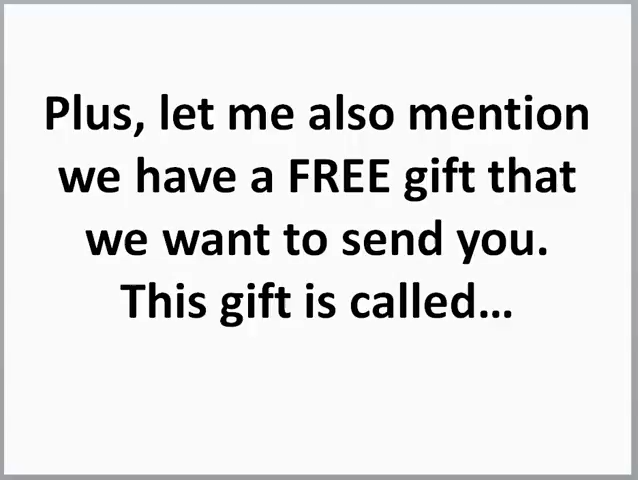 Plus, let me also mention
we have a FREE gift that
we want to send you.
This gift is called…